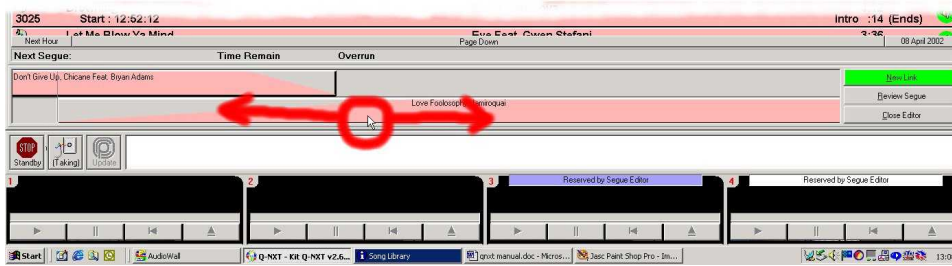 3025 Start : 12:52:12 Intro :14 (Ends)
4 Let Me Blow Ya Mind Eve Feat. Gwen Stefani 3:36
Next Hour Page Down 08 April 2002
Next Segue: Time Remain Overrun
Don't Give Up, Chicane Feat. Bryan Adams
New Link
Love Foolosophy, Jamiroquai
Review Segue
Close Editor
STOP
Standby (Taking) Update
1 2 3 Reserved by Segue Editor 4 Reserved by Segue Editor
Start AudioWall Q-NXT - Kit Q-NXT v2.6... Song Library qnxt manual.doc - Micros... Jasc Paint Shop Pro - Im...